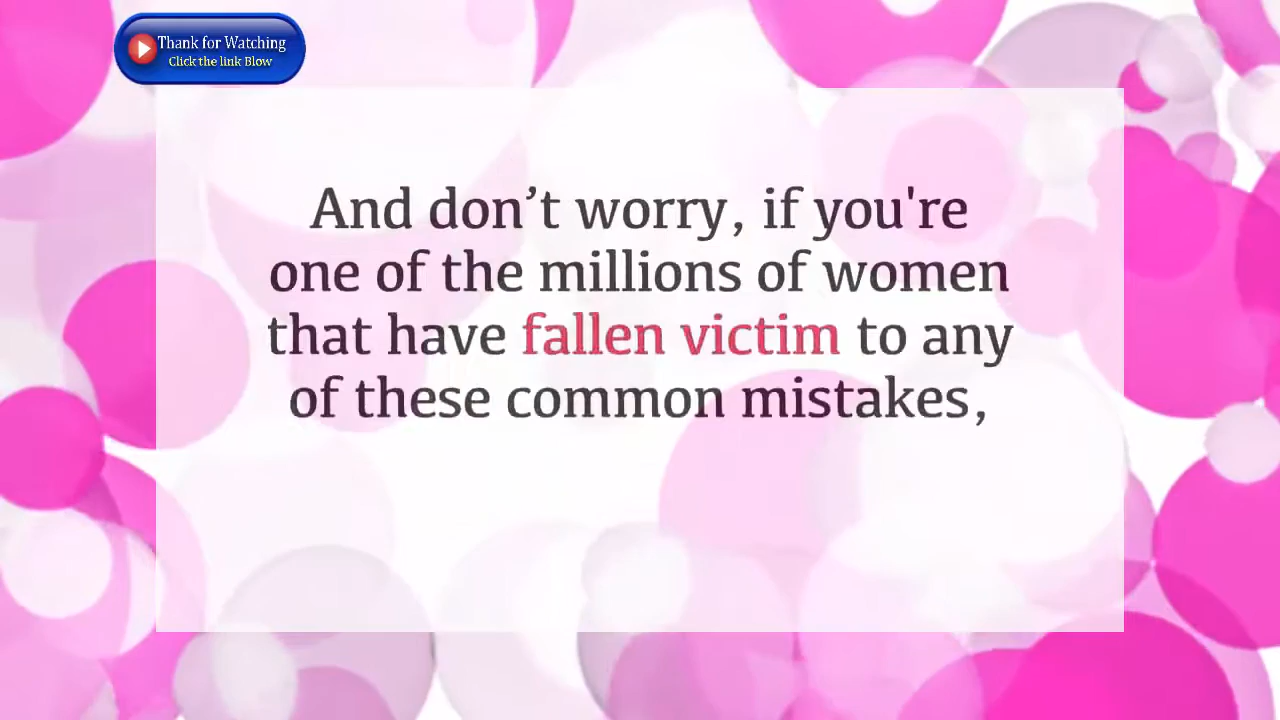 Thank for Watching
Click the link Blow
And don’t worry, if you're
one of the millions of women
that have fallen victim to any
of these common mistakes,